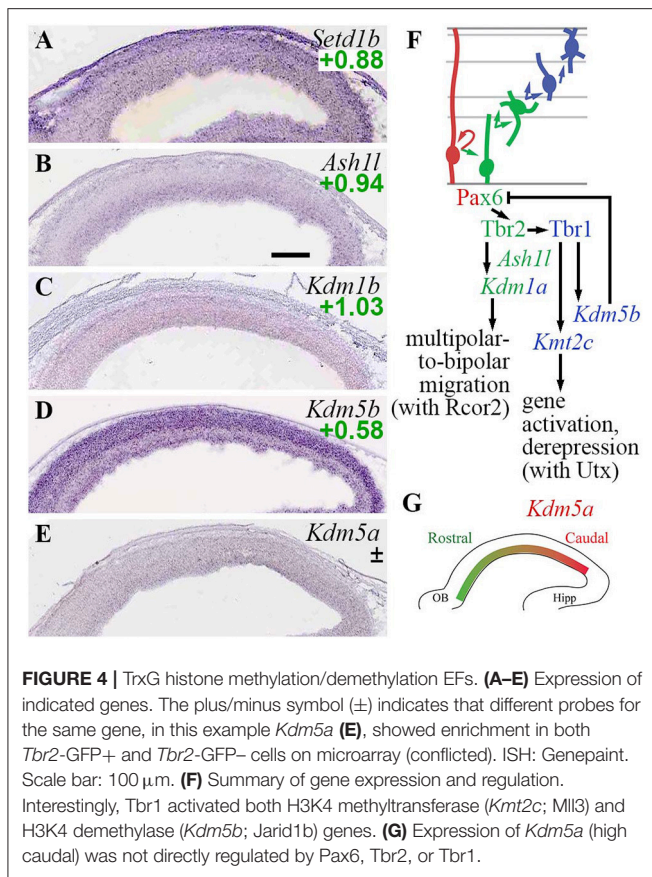 A
Setd1b
+0.88
B
Ash1l
+0.94
C
Kdm1b
+1.03
D
Kdm5b
+0.58
E
Kdm5a
±
F
Pax6
Tbr2
Tbr1
Ash1l
Kdm1a
Kdm5b
Kmt2c
multipolar-
to-bipolar
migration
(with Rcor2)
gene
activation,
derepression
(with Utx)
G
Kdm5a
Rostral
Caudal
OB
Hipp
FIGURE 4 | TrxG histone methylation/demethylation EFs. (A–E) Expression of
indicated genes. The plus/minus symbol (±) indicates that different probes for
the same gene, in this example Kdm5a (E), showed enrichment in both
Tbr2-GFP+ and Tbr2-GFP– cells on microarray (conflicted). ISH: Genepaint.
Scale bar: 100 μm. (F) Summary of gene expression and regulation.
Interestingly, Tbr1 activated both H3K4 methyltransferase (Kmt2c; Mll3) and
H3K4 demethylase (Kdm5b; Jarid1b) genes. (G) Expression of Kdm5a (high
caudal) was not directly regulated by Pax6, Tbr2, or Tbr1.